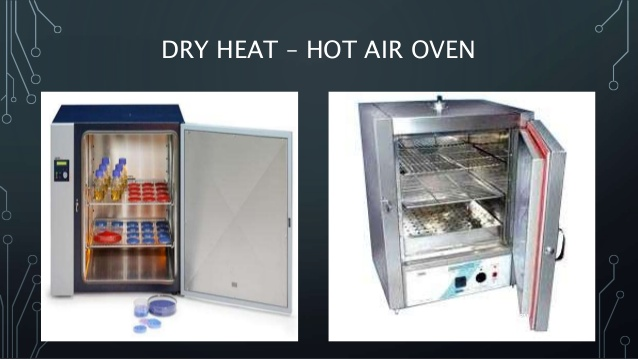 DRY HEAT – HOT AIR OVEN